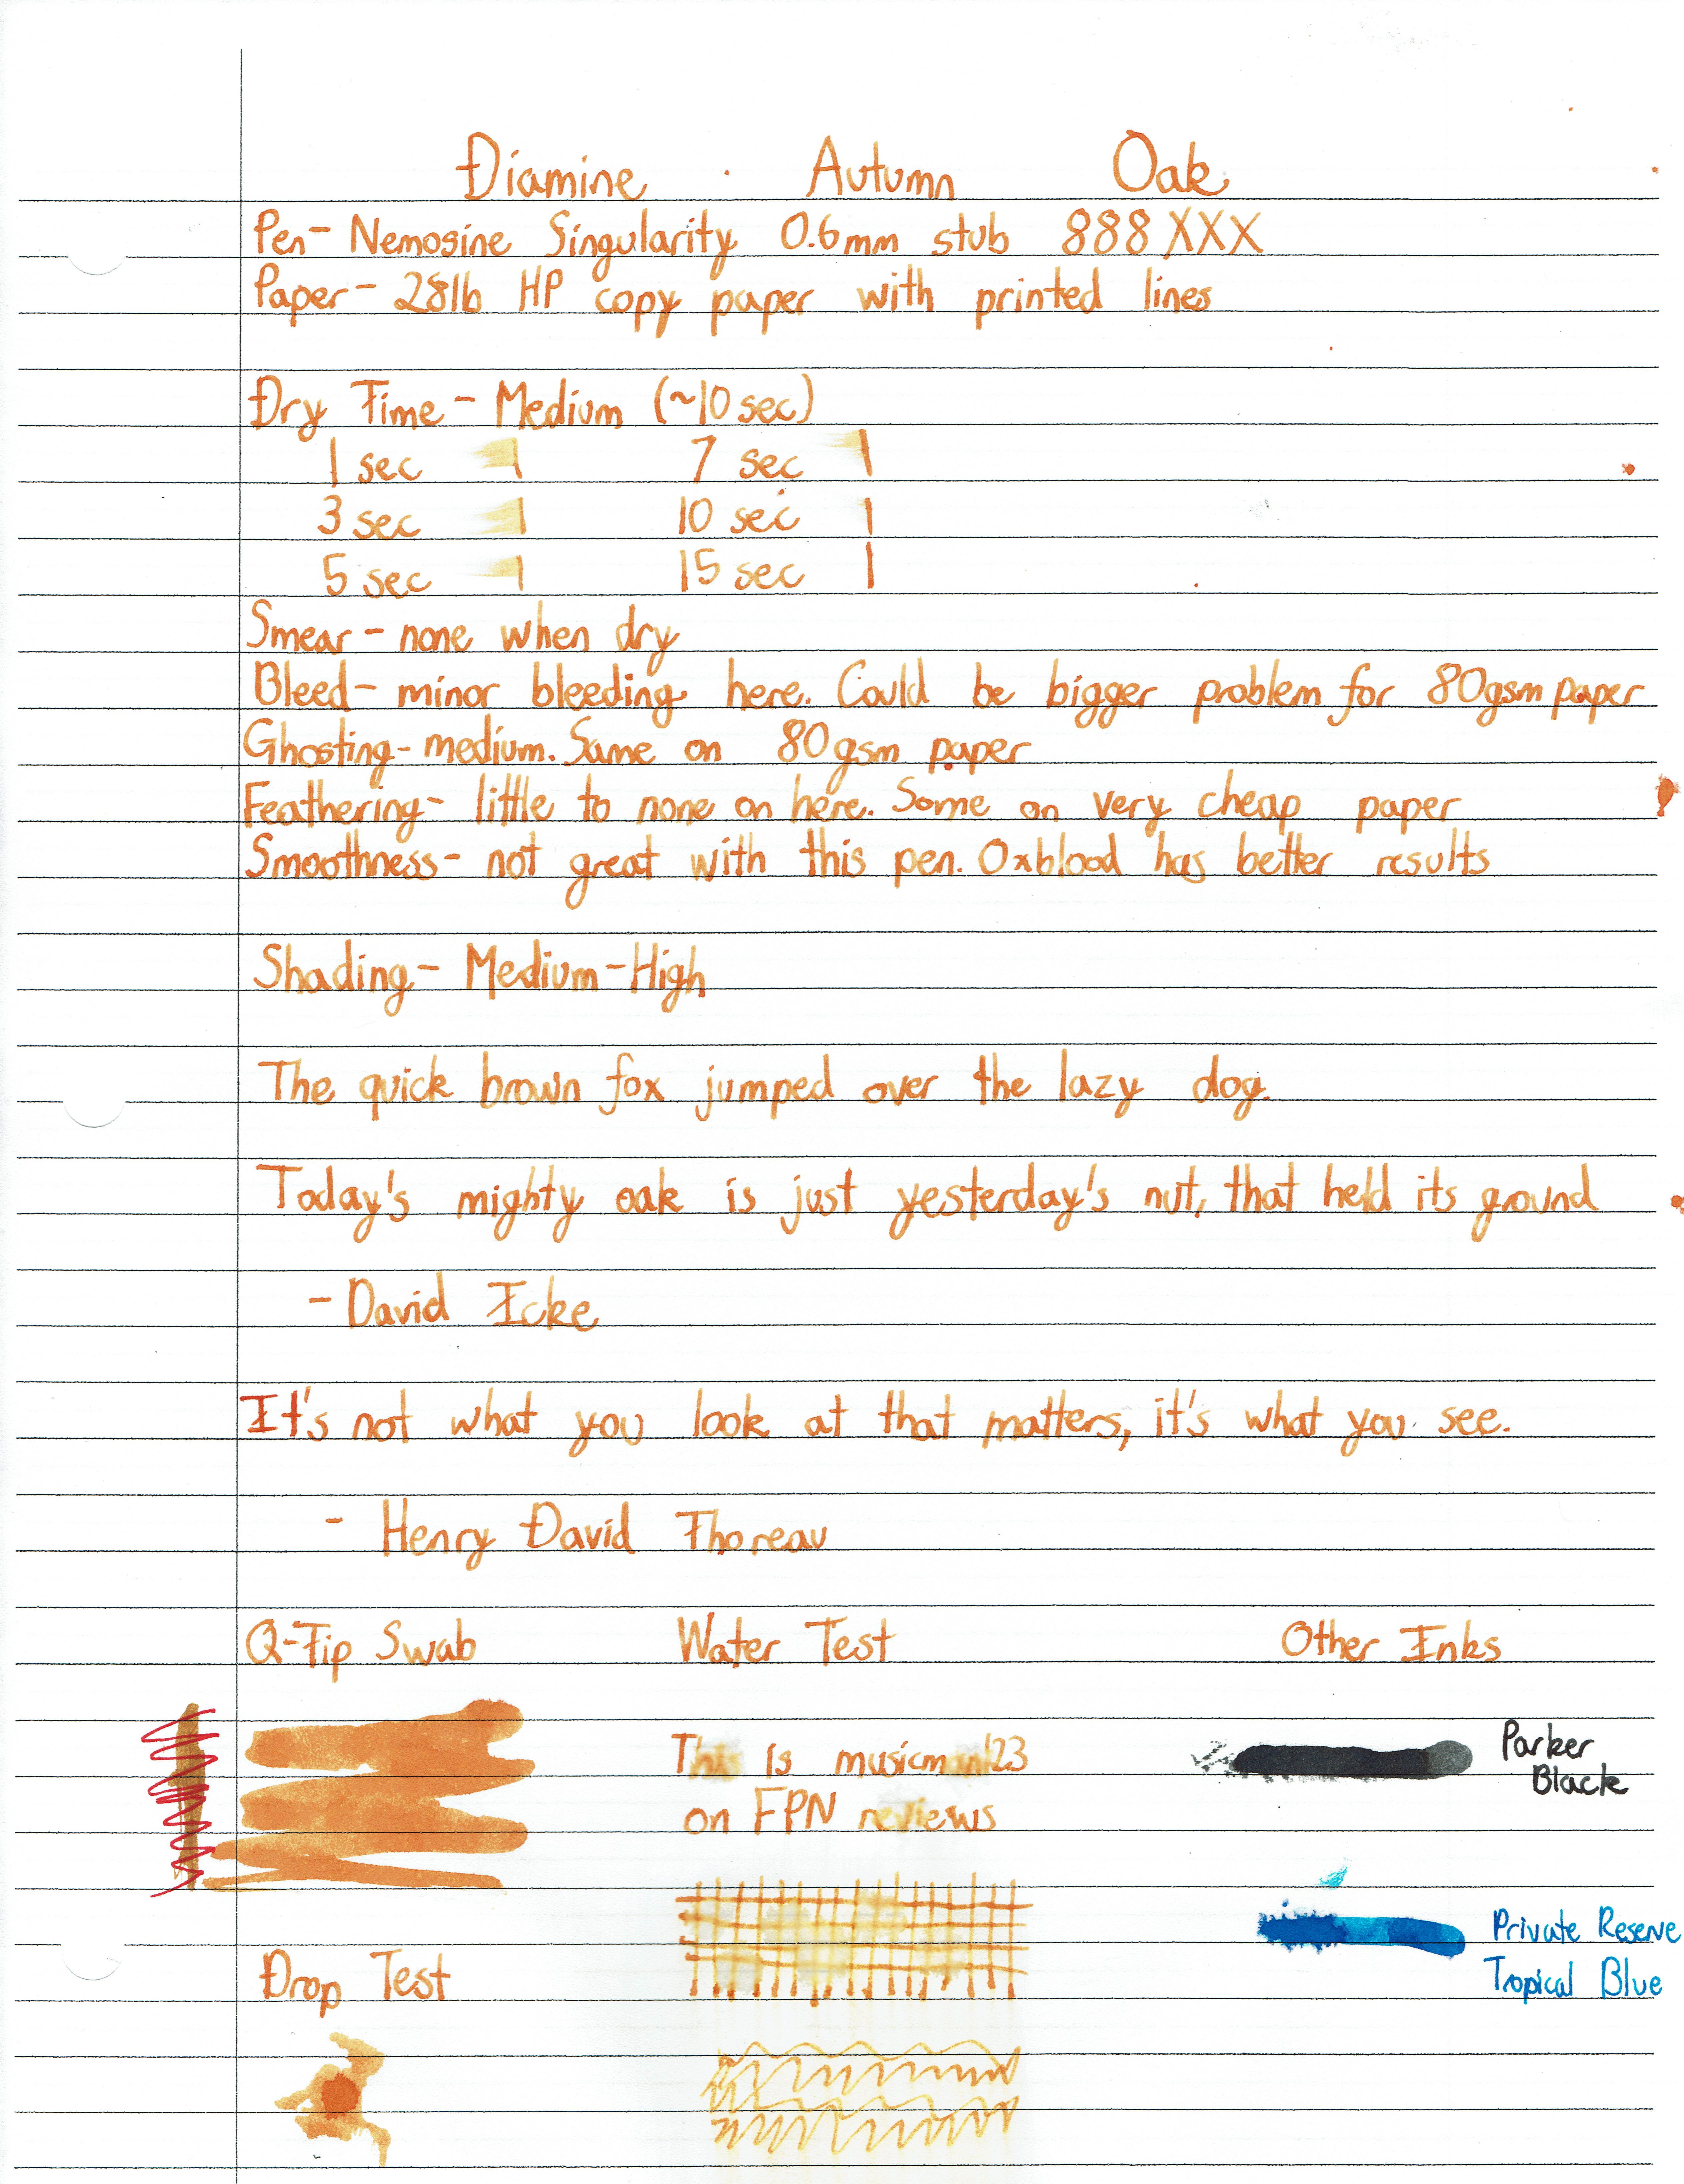 Diamine Autumn Oak
Pen- Nemosine Singularity 0.6mm stub 888XXX
Paper- 28lb HP copy paper with printed lines
Dry Time - Medium (~10 sec)
1 sec 7 sec
3 sec 10 sec
5 sec 15 sec
Smear - none when dry
Bleed- minor bleeding here. Could be bigger problem for 80gsm paper
Ghosting- medium. Same on 80gsm paper
Feathering- little to none on here. Some on very cheap paper
Smoothness- not great with this pen. Oxblood has better results
Shading- Medium-High
The quick brown fox jumped over the lazy dog.
Today's mighty oak is just yesterday's nut, that held its ground
- David Icke
It's not what you look at that matters, it's what you see.
- Henry David Thoreau
Q-Tip Swab Water Test Other Inks
This is musicman123
on FPN reviews
Parker
Black
Drop Test
Private Reserve
Tropical Blue